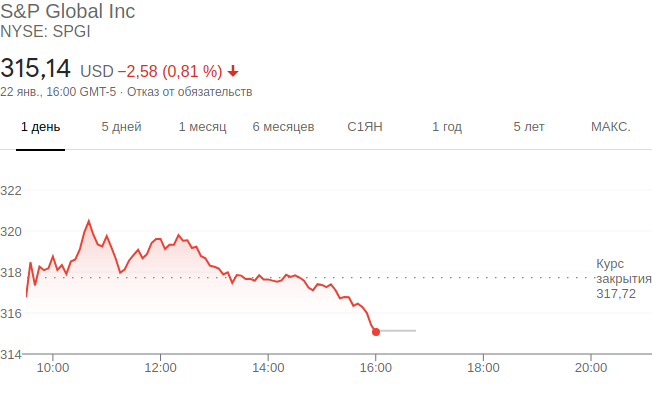 S&P Global Inc
NYSE: SPGI
315,14 USD −2,58 (0,81 %)
22 янв., 16:00 GMT-5 · Отказ от обязательств
1 день 5 дней 1 месяц 6 месяцев С1ЯН 1 год 5 лет МАКС.
322
320
318
316
314
Курс
закрытия
317,72
10:00 12:00 14:00 16:00 18:00 20:00